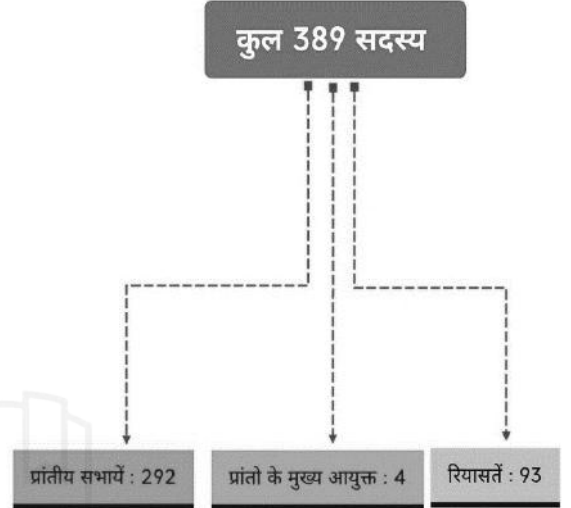 कुल 389 सदस्य
प्रांतीय सभायें : 292
प्रांतो के मुख्य आयुक्त : 4
रियासतें : 93